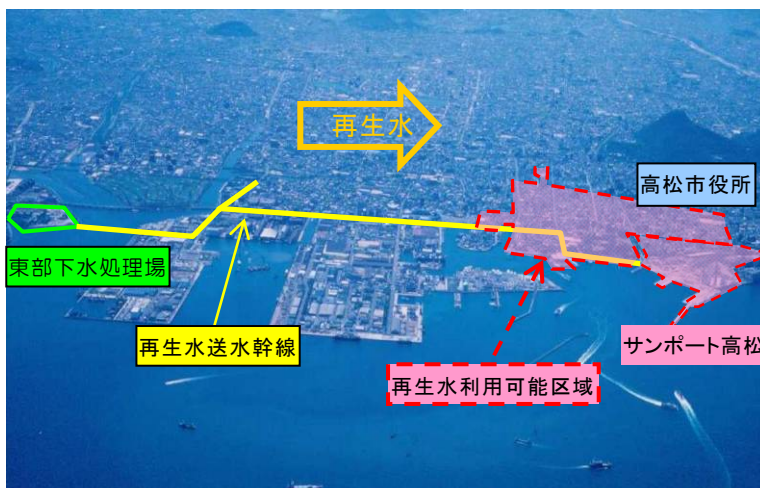 再生水
高松市役所
東部下水処理場
再生水送水幹線
サンポート高松
再生水利用可能区域